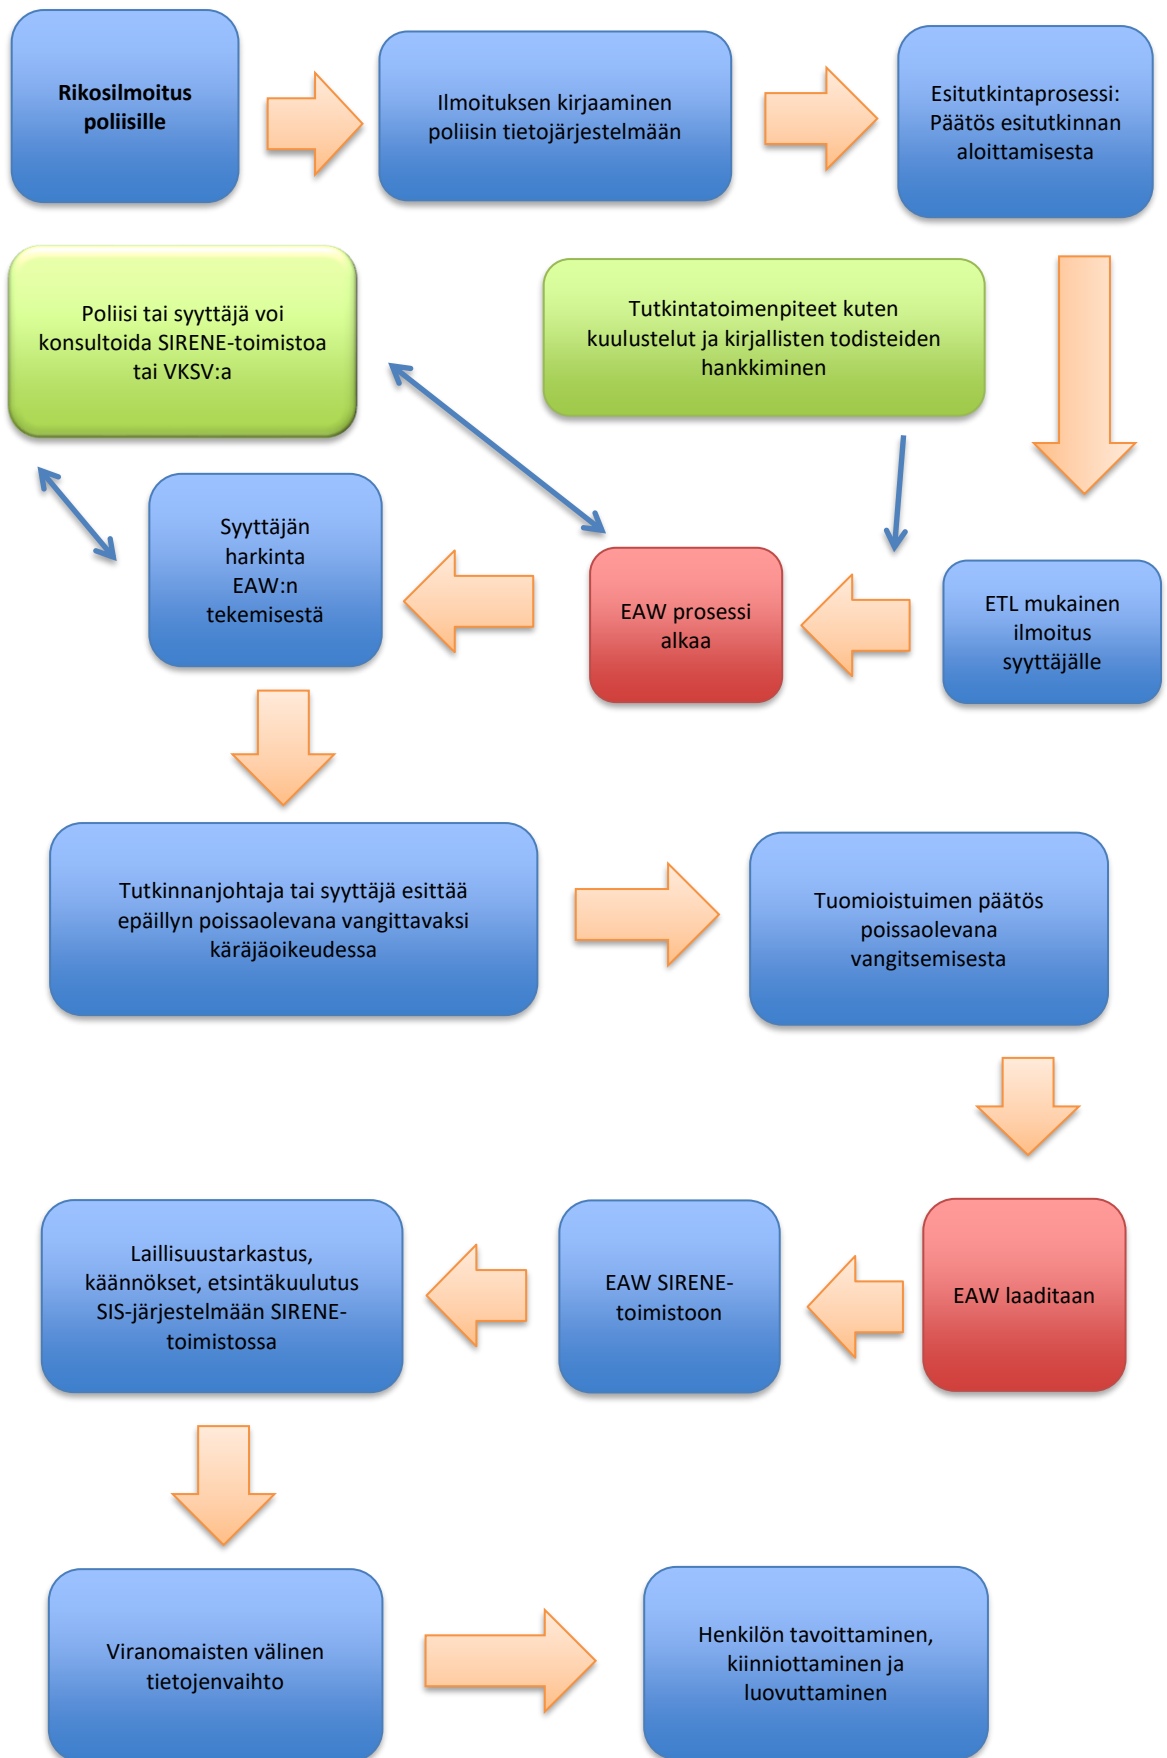 Rikosilmoitus
poliisille
Ilmoituksen kirjaaminen
poliisin tietojärjestelmään
Esitutkintaprosessi:
Päätös esitutkinnan
aloittamisesta
Poliisi tai syyttäjä voi
konsultoida SIRENE-toimistoa
tai VKSV:a
Tutkintatoimenpiteet kuten
kuulustelut ja kirjallisten todisteiden
hankkiminen
Syyttäjän
harkinta
EAW:n
tekemisestä
EAW prosessi
alkaa
ETL mukainen
ilmoitus
syyttäjälle
Tutkinnanjohtaja tai syyttäjä esittää
epäillyn poissaolevana vangittavaksi
käräjäoikeudessa
Tuomioistuimen päätös
poissaolevana
vangitsemisesta
Laillisuustarkastus,
käännökset, etsintäkuulutus
SIS-järjestelmään SIRENE-
toimistossa
EAW SIRENE-
toimistoon
EAW laaditaan
Viranomaisten välinen
tietojenvaihto
Henkilön tavoittaminen,
kiinniottaminen ja
luovuttaminen